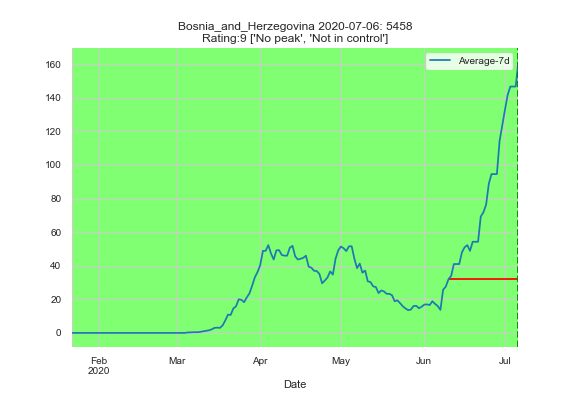 Bosnia_and_Herzegovina 2020-07-06: 5458
Rating:9 ['No peak', 'Not in control']
Average-7d
160
140
120
100
80
60
40
20
0
Feb
2020
Mar
Apr
May
Jun
Jul
Date